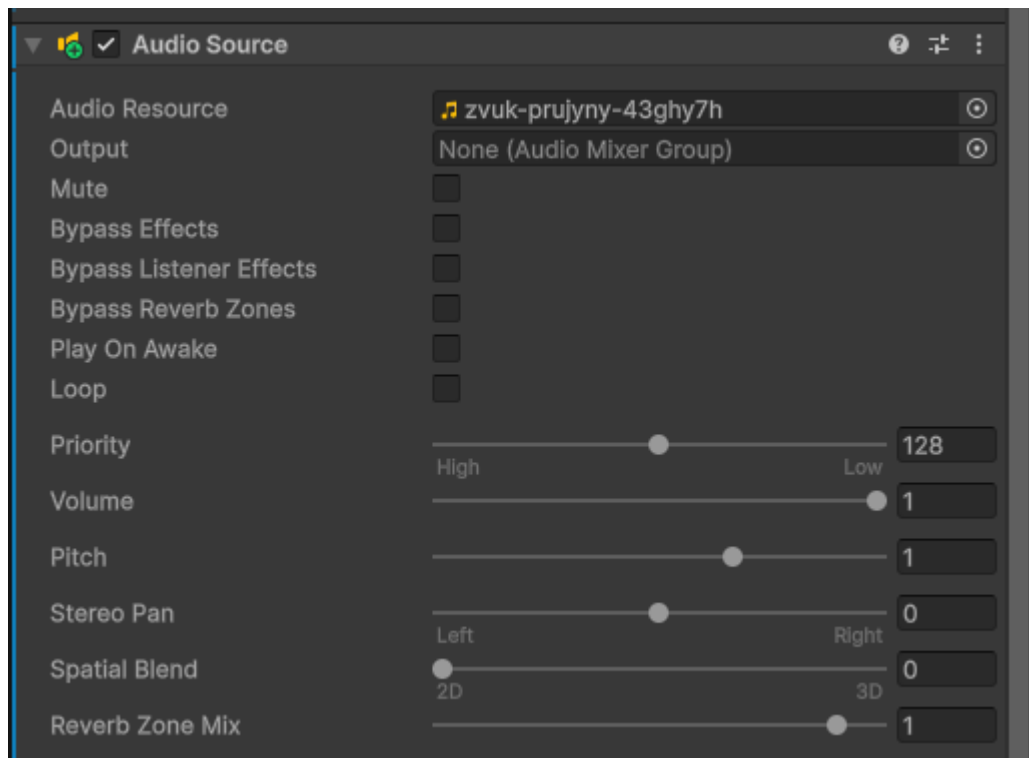 Audio Source
Audio Resource zvuk-prujyny-43ghy7h
Output None (Audio Mixer Group)
Mute
Bypass Effects
Bypass Listener Effects
Bypass Reverb Zones
Play On Awake
Loop
Priority 128
High Low
Volume 1
Pitch 1
Stereo Pan 0
Left Right
Spatial Blend 0
2D 3D
Reverb Zone Mix 1